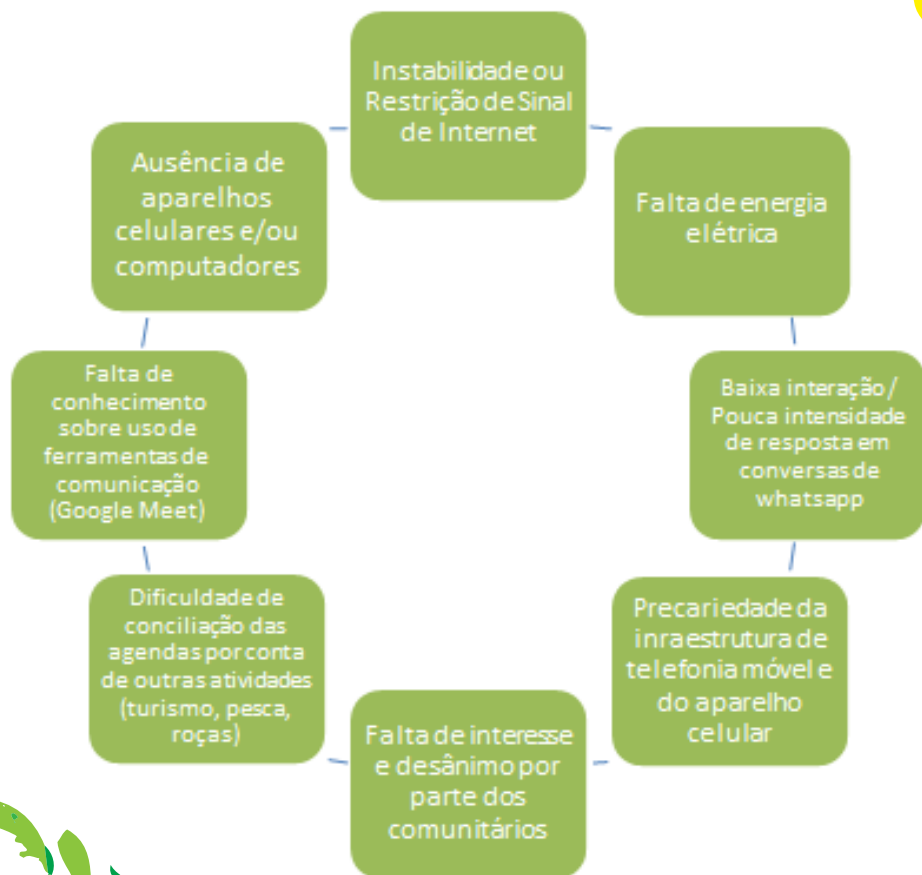 Instabilidade ou
Restrição de Sinal
de Internet
Falta de energia
elétrica
Baixa interação /
Pouca intensidade
de resposta em
conversas de
whatsapp
Precariedade da
inraestrutura de
telefonia móvel e
do aparelho
celular
Falta de interesse
e desânimo por
parte dos
comunitários
Dificuldade de
conciliação das
agendas por conta
de outras atividades
(turismo, pesca,
roças)
Falta de
conhecimento
sobre uso de
ferramentas de
comunicação
(Google Meet)
Ausência de
aparelhos
celulares e/ou
computadores